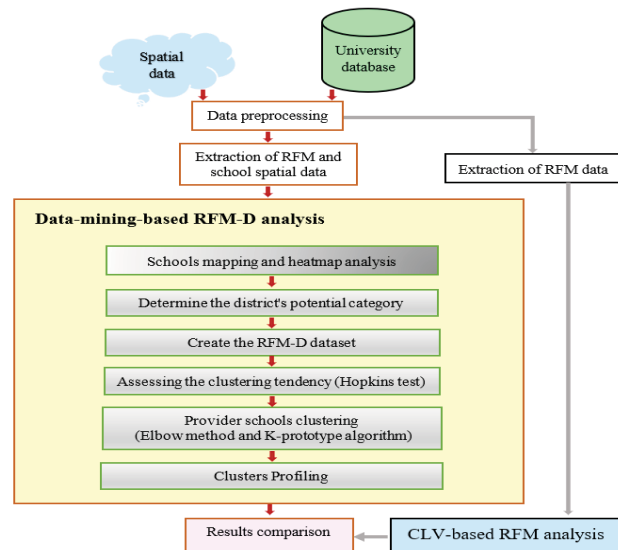 Spatial
data
University
database
Data preprocessing
Extraction of RFM and
school spatial data
Extraction of RFM data
Data-mining-based RFM-D analysis
Schools mapping and heatmap analysis
Determine the district's potential category
Create the RFM-D dataset
Assessing the clustering tendency (Hopkins test)
Provider schools clustering
(Elbow method and K-prototype algorithm)
Clusters Profiling
Results comparison
CLV-based RFM analysis